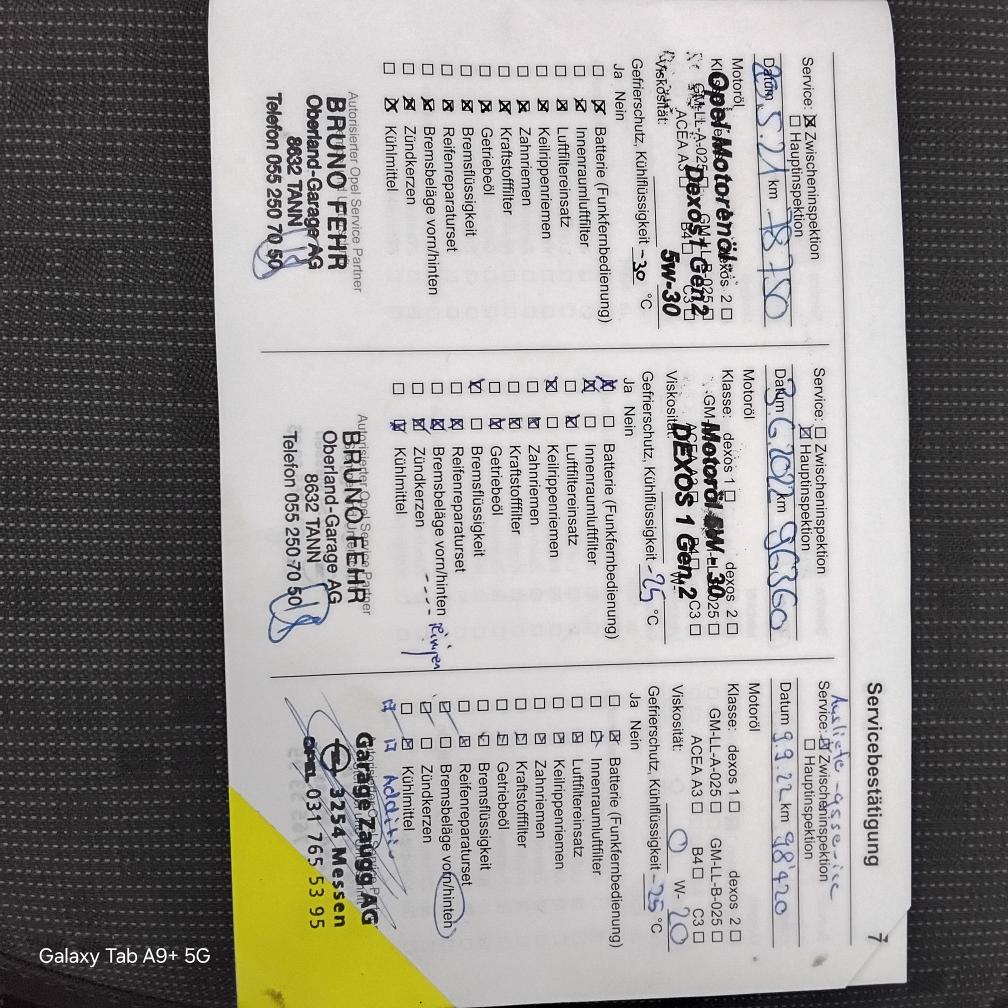 Servicebestätigung 7
Service: ☒ Zwischeninspektion
☐ Hauptinspektion
Datum 25.5.21 km 78 750
Motoröl
Opel Motorenöl
Dexos1 Gen2
5w-30
Viskosität:
Gefrierschutz, Kühlflüssigkeit -30 °C
Ja Nein
☐ ☒ Batterie (Funkfernbedienung)
☐ ☒ Innenraumluftfilter
☐ ☒ Luftfiltereinsatz
☐ ☒ Keilrippenriemen
☐ ☒ Zahnriemen
☐ ☒ Kraftstofffilter
☐ ☒ Getriebeöl
☐ ☒ Bremsflüssigkeit
☐ ☒ Reifenreparaturset
☐ ☒ Bremsbeläge vorn/hinten
☐ ☒ Zündkerzen
☐ ☒ Kühlmittel
Autorisierter Opel Service Partner
BRUNO FEHR
Oberland-Garage AG
8632 TANN
Telefon 055 250 70 50
Service: ☐ Zwischeninspektion
☒ Hauptinspektion
Datum 3.6.2022 km 96360
Motoröl
Klasse: dexos 1 ☐ dexos 2 ☐
Motoröl 5W-30
DEXOS 1 Gen.2
Viskosität:
Gefrierschutz, Kühlflüssigkeit -25 °C
Ja Nein
☒ ☐ Batterie (Funkfernbedienung)
☒ ☐ Innenraumluftfilter
☐ ☒ Luftfiltereinsatz
☒ ☐ Keilrippenriemen
☐ ☒ Zahnriemen
☐ ☒ Kraftstofffilter
☐ ☒ Getriebeöl
☒ ☐ Bremsflüssigkeit
☐ ☒ Reifenreparaturset
☐ ☒ Bremsbeläge vorn/hinten
☐ ☒ Zündkerzen
☐ ☒ Kühlmittel
Autorisierter Opel Service Partner
BRUNO FEHR
Oberland-Garage AG
8632 TANN
Telefon 055 250 70 50
Service: ☒ Zwischeninspektion
☐ Hauptinspektion
Datum 9.9.22 km 98420
Motoröl
Klasse: dexos 1 ☐ dexos 2 ☐
GM-LL-A-025 ☐ GM-LL-B-025 ☐
ACEA A3 ☐ B4 ☐ C3 ☐
Viskosität: 0 W- 20
Gefrierschutz, Kühlflüssigkeit -25 °C
Ja Nein
☐ ☒ Batterie (Funkfernbedienung)
☐ ☒ Innenraumluftfilter
☐ ☒ Luftfiltereinsatz
☐ ☒ Keilrippenriemen
☐ ☒ Zahnriemen
☐ ☒ Kraftstofffilter
☐ ☒ Getriebeöl
☐ ☒ Bremsflüssigkeit
☐ ☒ Reifenreparaturset
☒ ☐ Bremsbeläge vorn/hinten
☒ ☐ Zündkerzen
☐ ☒ Kühlmittel
Additiv
Garage Zaugg AG
3254 Messen
OPEL 031 765 53 95
Galaxy Tab A9+ 5G